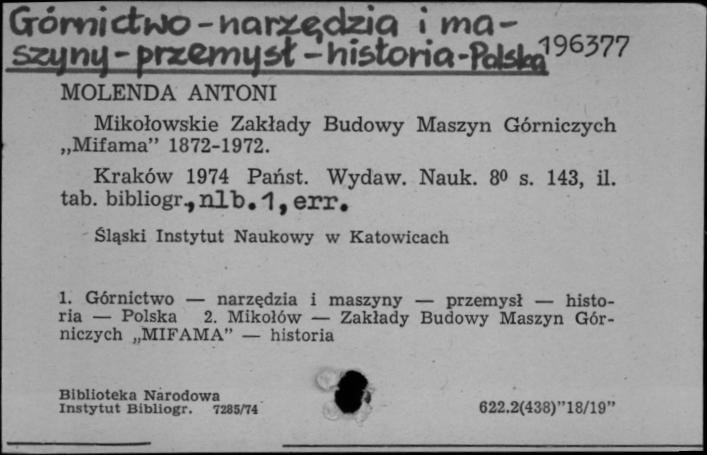 Górnictwo-narzędzia i ma-
szyny-przemysł-historia-Polska 196377
MOLENDA ANTONI
Mikołowskie Zakłady Budowy Maszyn Górniczych
„Mifama” 1872-1972.
Kraków 1974 Państ. Wydaw. Nauk. 8⁰ s. 143, il.
tab. bibliogr., nlb.1, err.
Śląski Instytut Naukowy w Katowicach
1. Górnictwo — narzędzia i maszyny — przemysł — histo-
ria — Polska 2. Mikołów — Zakłady Budowy Maszyn Gór-
niczych „MIFAMA” — historia
Biblioteka Narodowa
Instytut Bibliogr. 7285/74 622.2(438)”18/19”